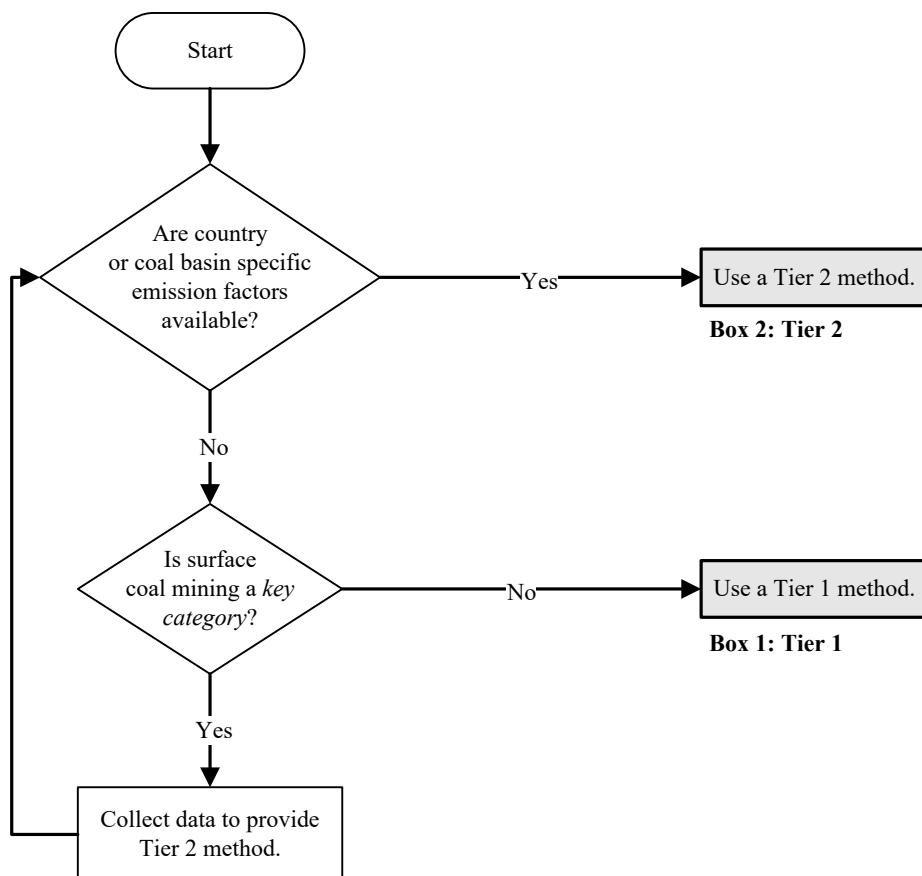 Start
Are country
or coal basin specific
emission factors
available?
Yes
Use a Tier 2 method.
Box 2: Tier 2
No
Is surface
coal mining a key
category?
No
Use a Tier 1 method.
Box 1: Tier 1
Yes
Collect data to provide
Tier 2 method.